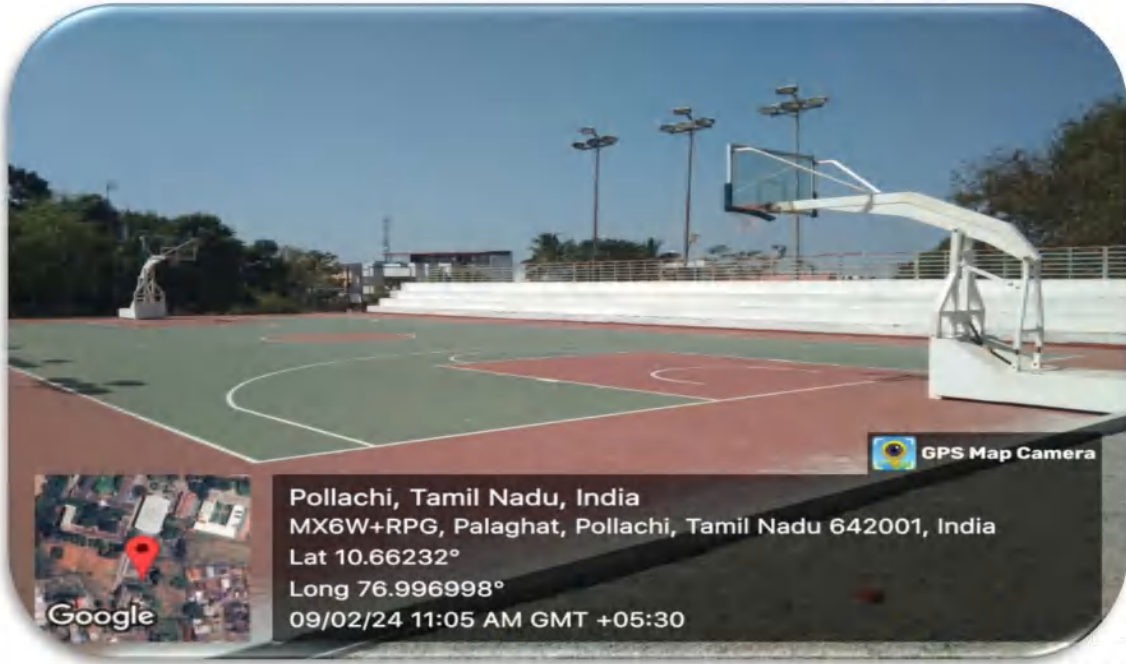 GPS Map Camera
Pollachi, Tamil Nadu, India
MX6W+RPG, Palaghat, Pollachi, Tamil Nadu 642001, India
Lat 10.66232°
Long 76.996998°
09/02/24 11:05 AM GMT +05:30
Google